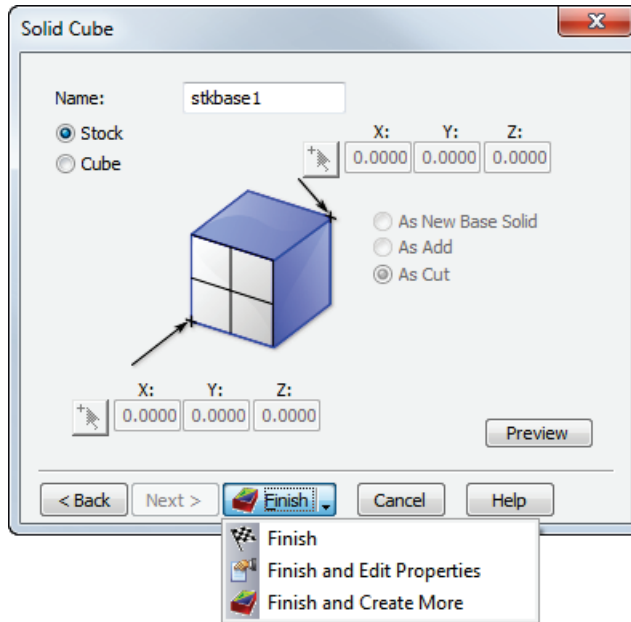 Solid Cube
Name: stkbase1
Stock
Cube
X: Y: Z:
0.0000 0.0000 0.0000
As New Base Solid
As Add
As Cut
X: Y: Z:
0.0000 0.0000 0.0000
Preview
< Back Next > Finish Cancel Help
Finish
Finish and Edit Properties
Finish and Create More